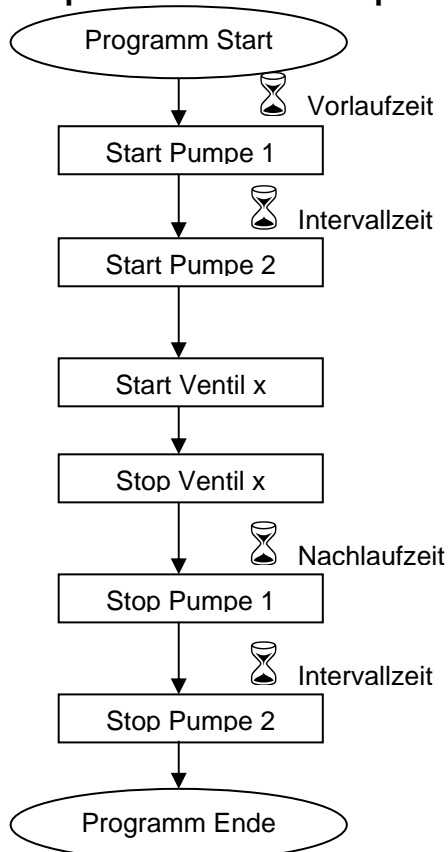 Programm Start
Vorlaufzeit
Start Pumpe 1
Intervallzeit
Start Pumpe 2
Start Ventil x
Stop Ventil x
Nachlaufzeit
Stop Pumpe 1
Intervallzeit
Stop Pumpe 2
Programm Ende